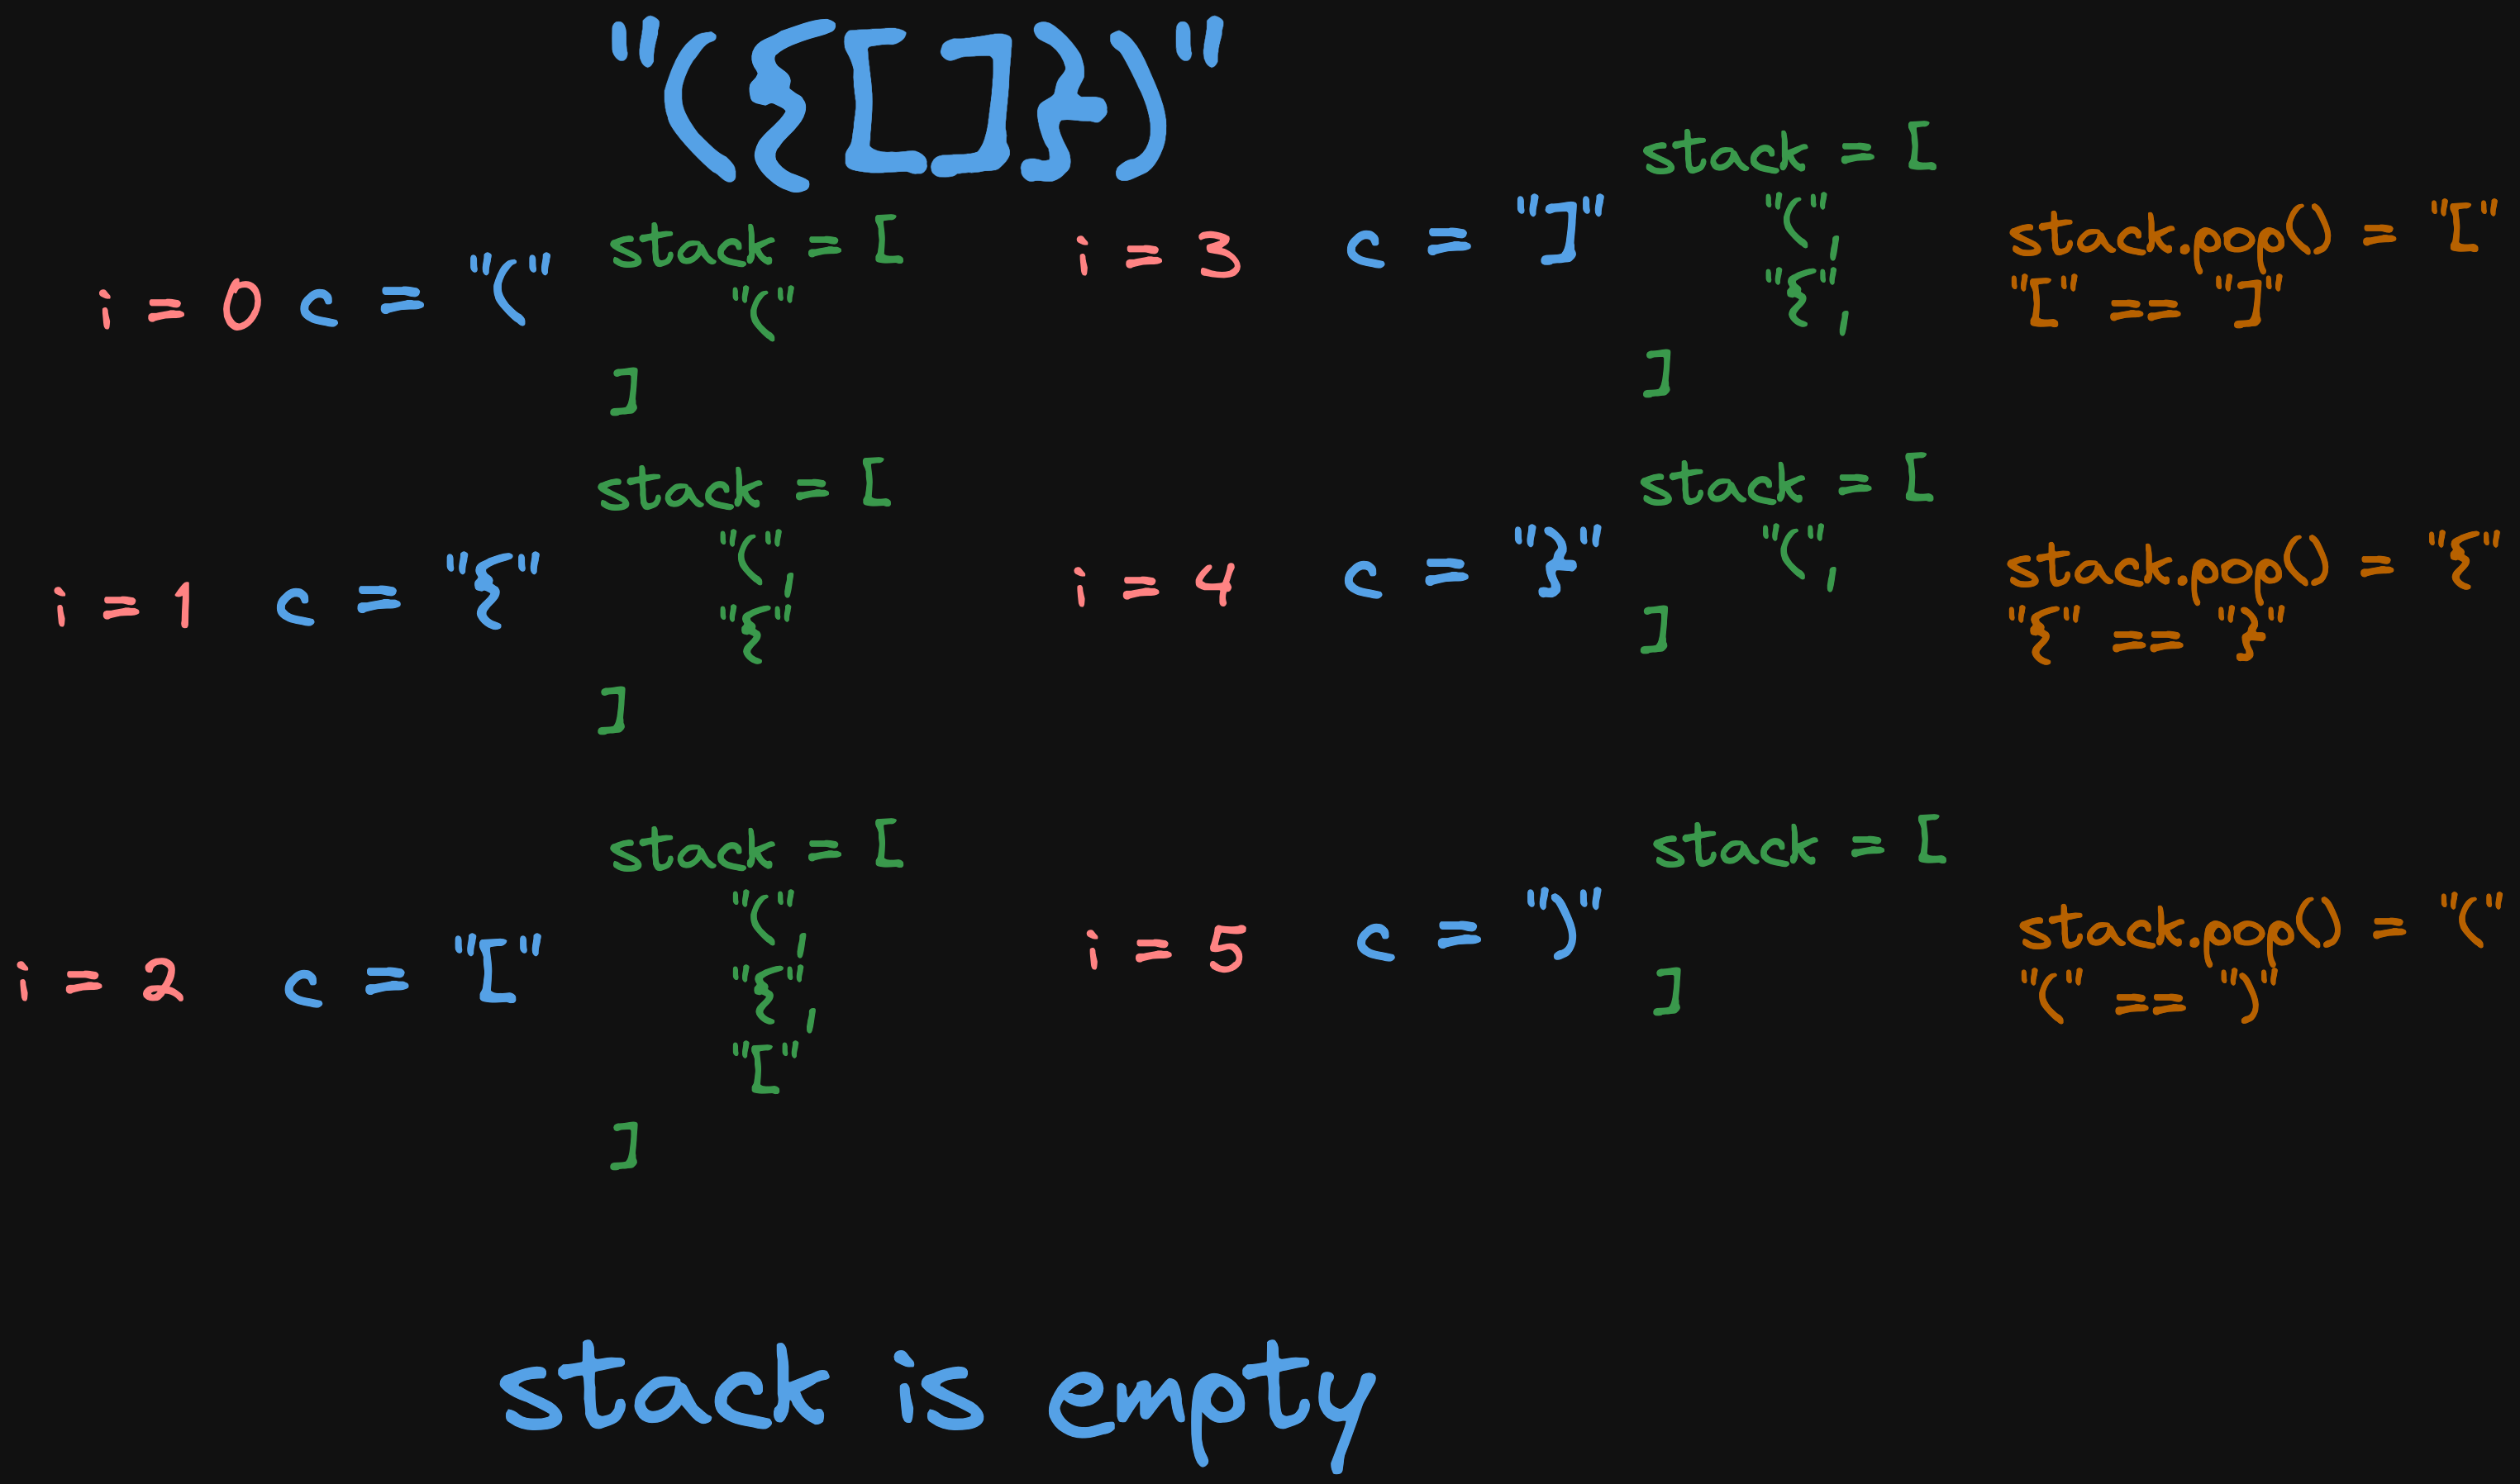 "({[]})"
i = 0 c = "("
stack = [
"("
]
i = 1 c = "{"
stack = [
"(",
"{"
]
i = 2 c = "["
stack = [
"(",
"{",
"["
]
i = 3 c = "]"
stack = [
"(",
"{",
]
stack.pop() = "["
"[" == "]"
i = 4 c = "}"
stack = [
"(",
]
stack.pop() = "{"
"{" == "}"
i = 5 c = ")"
stack = [
]
stack.pop() = "("
"(" == ")"
stack is empty